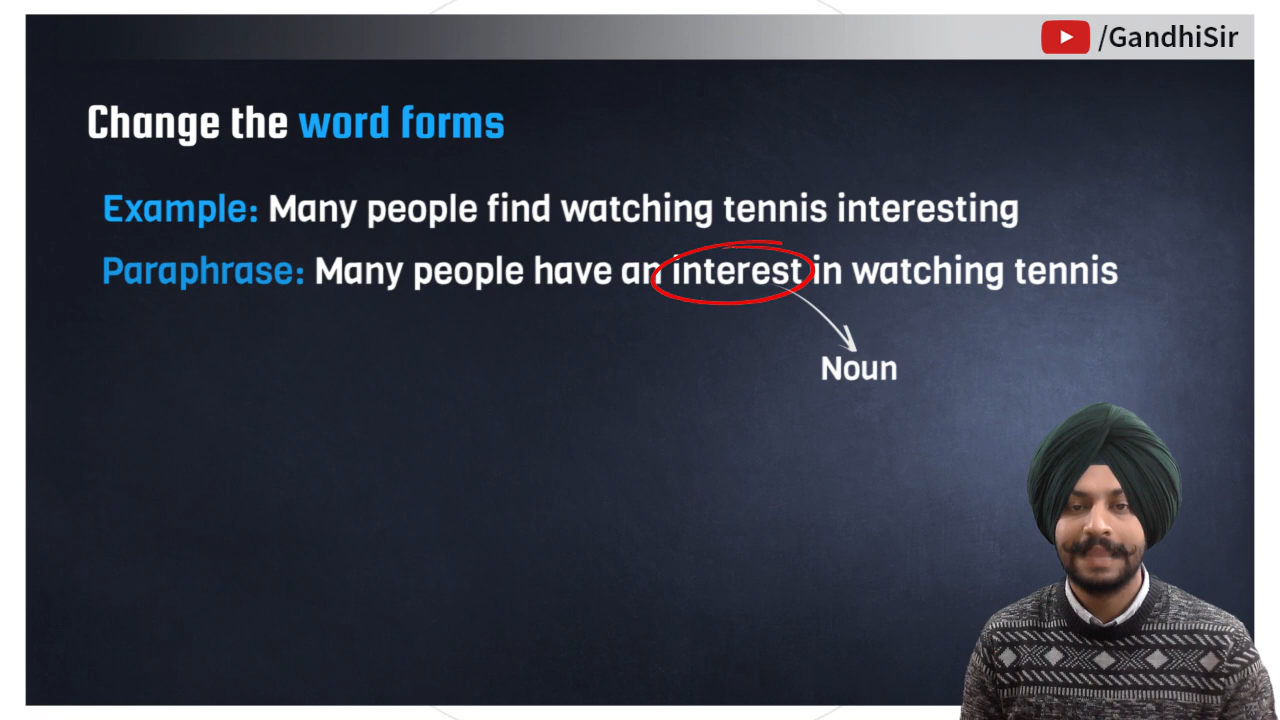 /GandhiSir
Change the word forms
Example: Many people find watching tennis interesting
Paraphrase: Many people have an interest in watching tennis
Noun